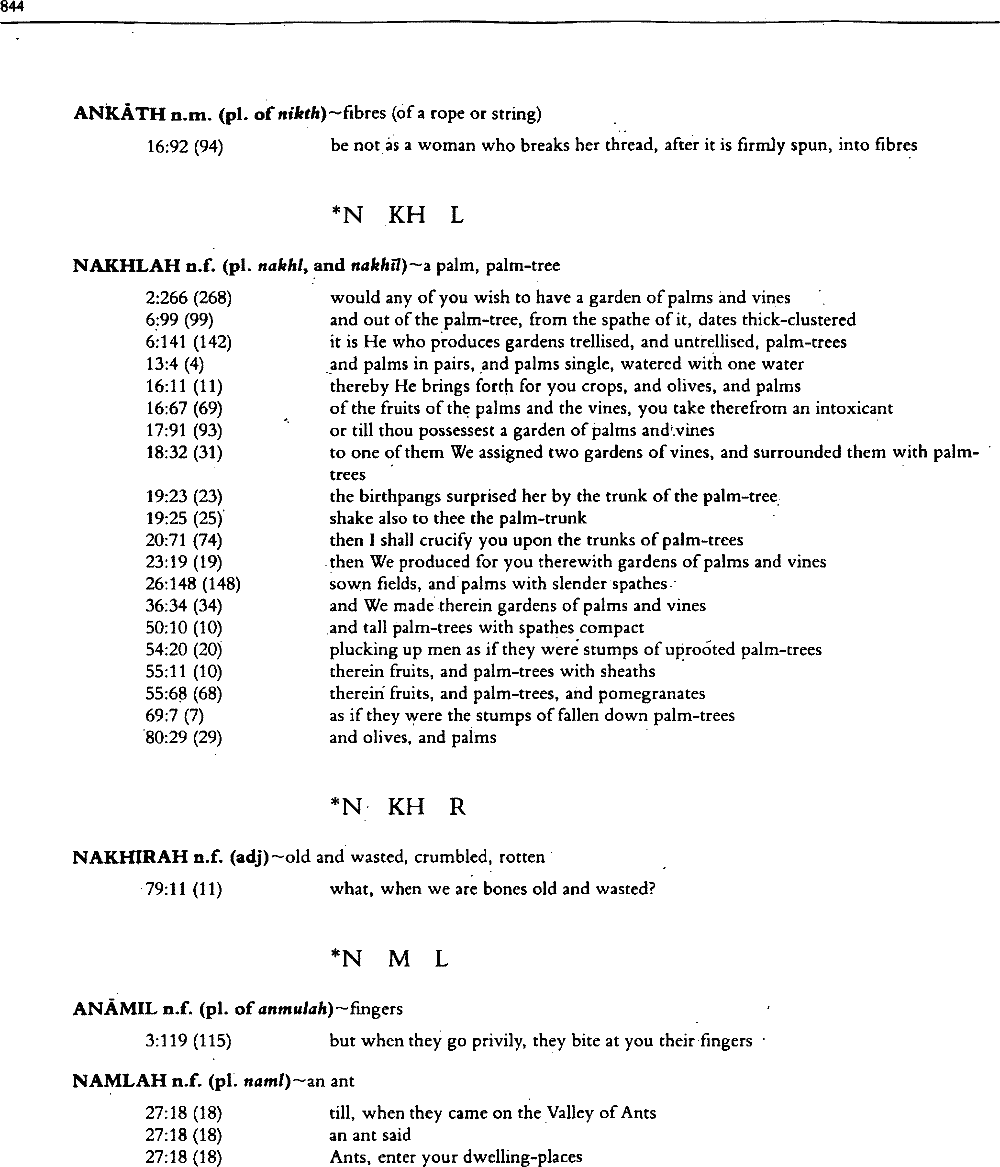 844
ANKĀTH n.m. (pl. of nikth)~fibres (of a rope or string)
16:92 (94) be not as a woman who breaks her thread, after it is firmly spun, into fibres
*N KH L
NAKHLAH n.f. (pl. nakhl, and nakhīl)~a palm, palm-tree
2:266 (268) would any of you wish to have a garden of palms and vines
6:99 (99) and out of the palm-tree, from the spathe of it, dates thick-clustered
6:141 (142) it is He who produces gardens trellised, and untrellised, palm-trees
13:4 (4) and palms in pairs, and palms single, watered with one water
16:11 (11) thereby He brings forth for you crops, and olives, and palms
16:67 (69) of the fruits of the palms and the vines, you take therefrom an intoxicant
17:91 (93) or till thou possessest a garden of palms and vines
18:32 (31) to one of them We assigned two gardens of vines, and surrounded them with palm-
trees
19:23 (23) the birthpangs surprised her by the trunk of the palm-tree
19:25 (25) shake also to thee the palm-trunk
20:71 (74) then I shall crucify you upon the trunks of palm-trees
23:19 (19) then We produced for you therewith gardens of palms and vines
26:148 (148) sown fields, and palms with slender spathes
36:34 (34) and We made therein gardens of palms and vines
50:10 (10) and tall palm-trees with spathes compact
54:20 (20) plucking up men as if they were stumps of uprooted palm-trees
55:11 (10) therein fruits, and palm-trees with sheaths
55:68 (68) therein fruits, and palm-trees, and pomegranates
69:7 (7) as if they were the stumps of fallen down palm-trees
80:29 (29) and olives, and palms
*N KH R
NAKHIRAH n.f. (adj)~old and wasted, crumbled, rotten
79:11 (11) what, when we are bones old and wasted?
*N M L
ANĀMIL n.f. (pl. of anmulah)~fingers
3:119 (115) but when they go privily, they bite at you their fingers
NAMLAH n.f. (pl. naml)~an ant
27:18 (18) till, when they came on the Valley of Ants
27:18 (18) an ant said
27:18 (18) Ants, enter your dwelling-places